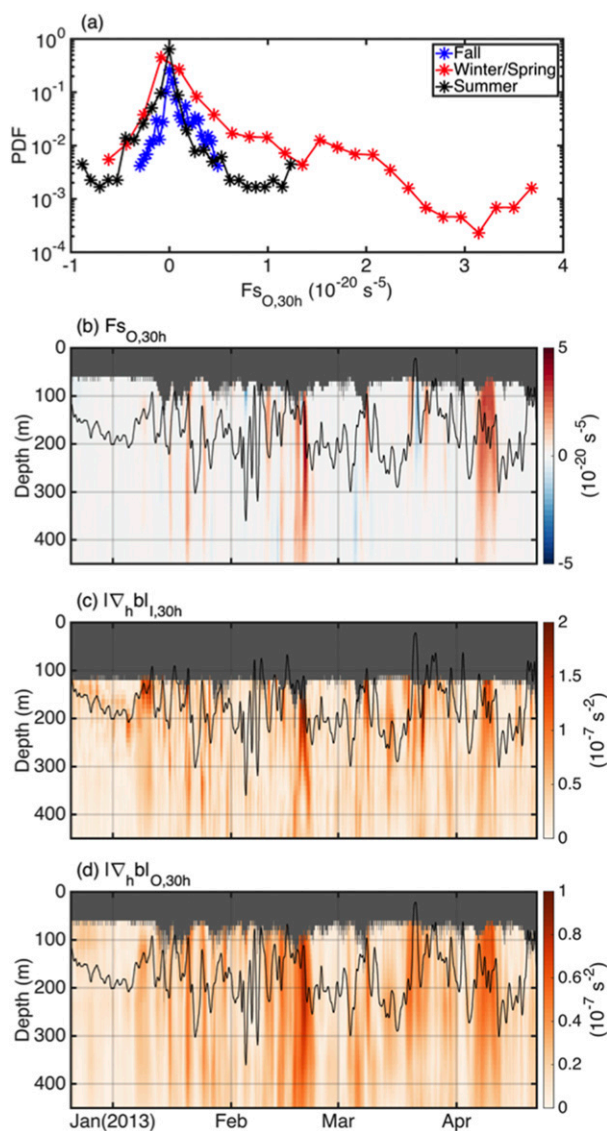 (a)
10^0
10^-1
10^-2
10^-3
10^-4
PDF
Fall
Winter/Spring
Summer
-1 0 1 2 3 4
Fs_O,30h (10^-20 s^-5)
(b) Fs_O,30h
0
100
200
300
400
Depth (m)
5
0
-5
(10^-20 s^-5)
(c) |∇_h b|_I,30h
0
100
200
300
400
Depth (m)
2
1.5
1
0.5
0
(10^-7 s^-2)
(d) |∇_h b|_O,30h
0
100
200
300
400
Depth (m)
1
0.8
0.6
0.4
0.2
0
(10^-7 s^-2)
Jan(2013) Feb Mar Apr